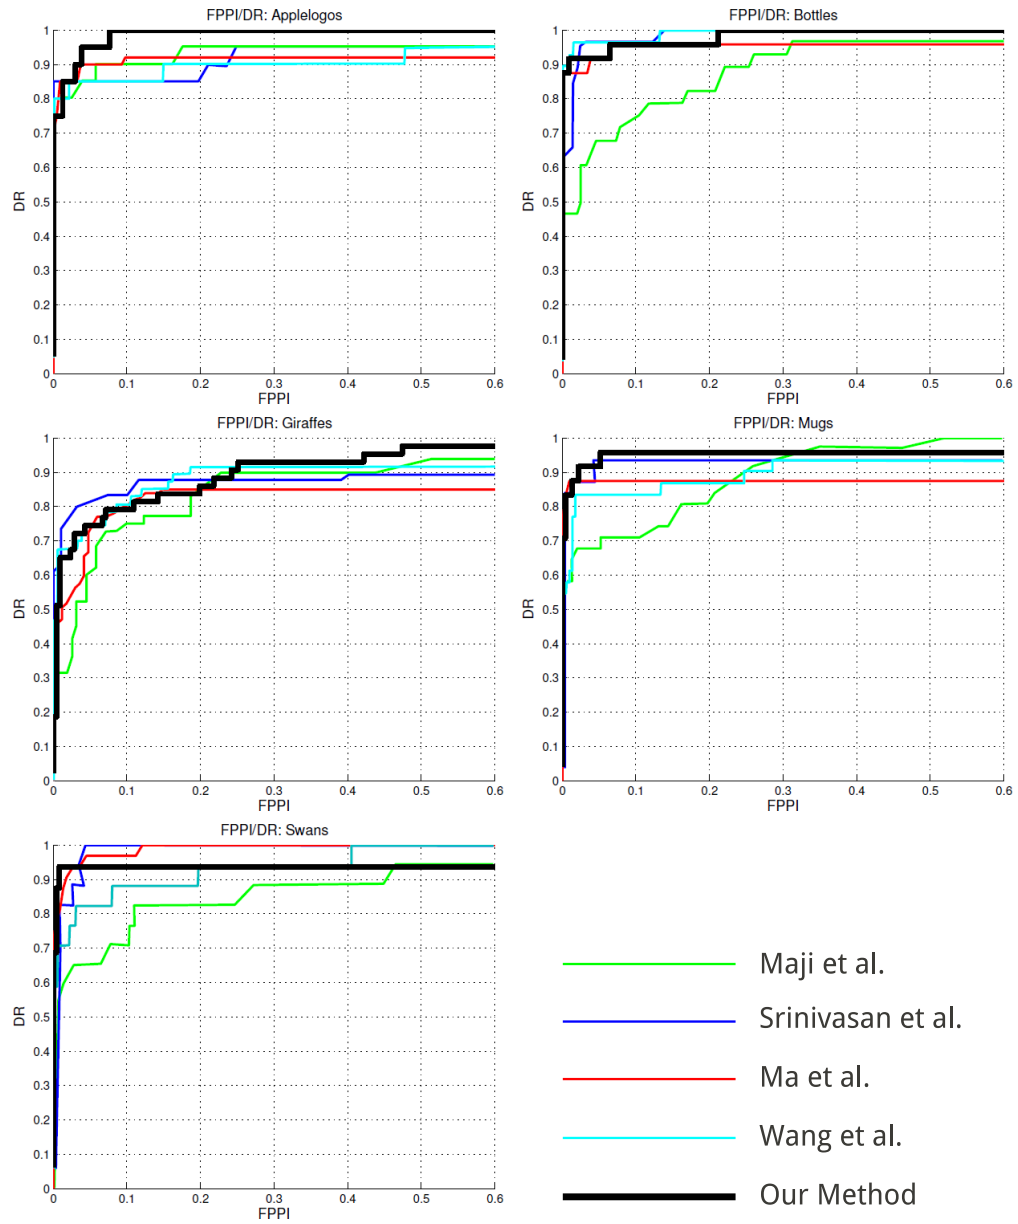 FPPI/DR: Applelogos
1
0.9
0.8
0.7
0.6
0.5
0.4
0.3
0.2
0.1
0
DR
0 0.1 0.2 0.3 0.4 0.5 0.6
FPPI
FPPI/DR: Bottles
1
0.9
0.8
0.7
0.6
0.5
0.4
0.3
0.2
0.1
0
DR
0 0.1 0.2 0.3 0.4 0.5 0.6
FPPI
FPPI/DR: Giraffes
1
0.9
0.8
0.7
0.6
0.5
0.4
0.3
0.2
0.1
0
DR
0 0.1 0.2 0.3 0.4 0.5 0.6
FPPI
FPPI/DR: Mugs
1
0.9
0.8
0.7
0.6
0.5
0.4
0.3
0.2
0.1
0
DR
0 0.1 0.2 0.3 0.4 0.5 0.6
FPPI
FPPI/DR: Swans
1
0.9
0.8
0.7
0.6
0.5
0.4
0.3
0.2
0.1
0
DR
0 0.1 0.2 0.3 0.4 0.5 0.6
FPPI
Maji et al.
Srinivasan et al.
Ma et al.
Wang et al.
Our Method